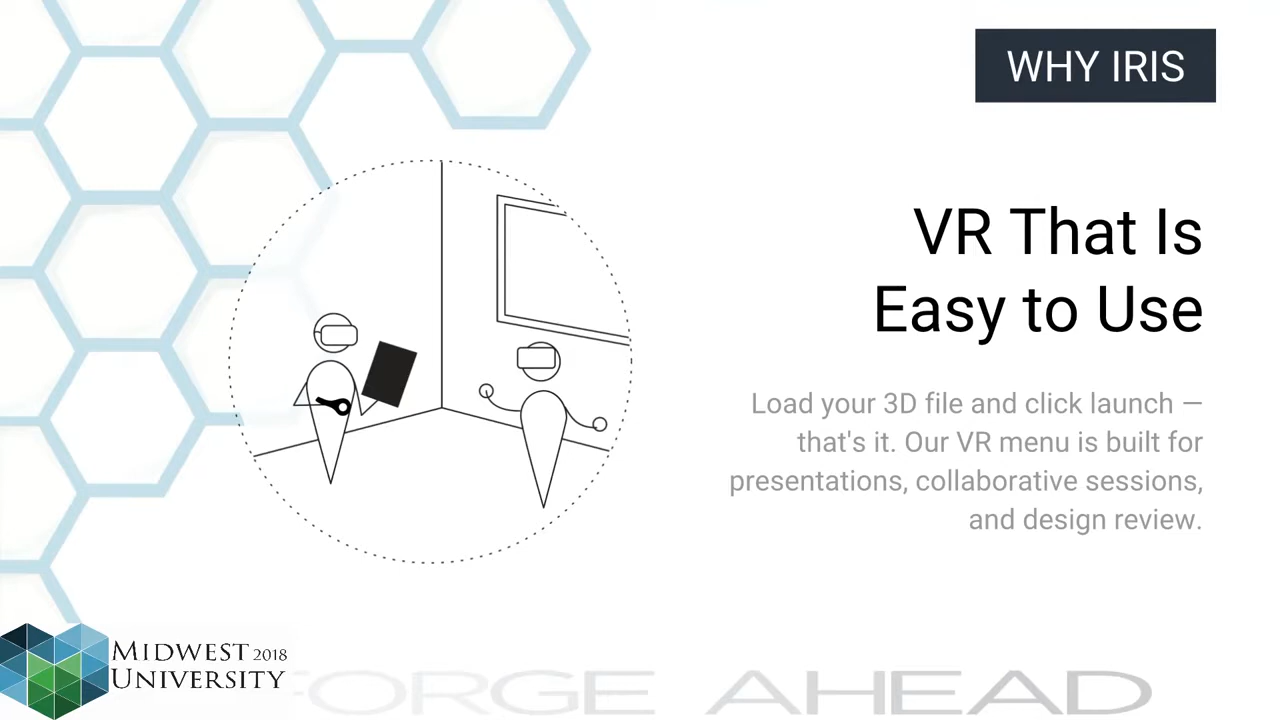 WHY IRIS
VR That Is
Easy to Use
Load your 3D file and click launch —
that's it. Our VR menu is built for
presentations, collaborative sessions,
and design review.
MIDWEST 2018
UNIVERSITY
FORGE AHEAD